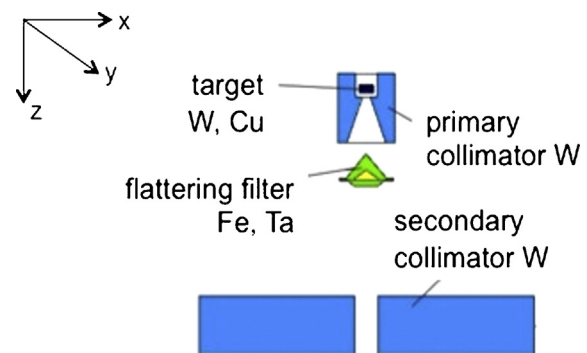 x
y
z
target
W, Cu
primary
collimator W
flattering filter
Fe, Ta
secondary
collimator W